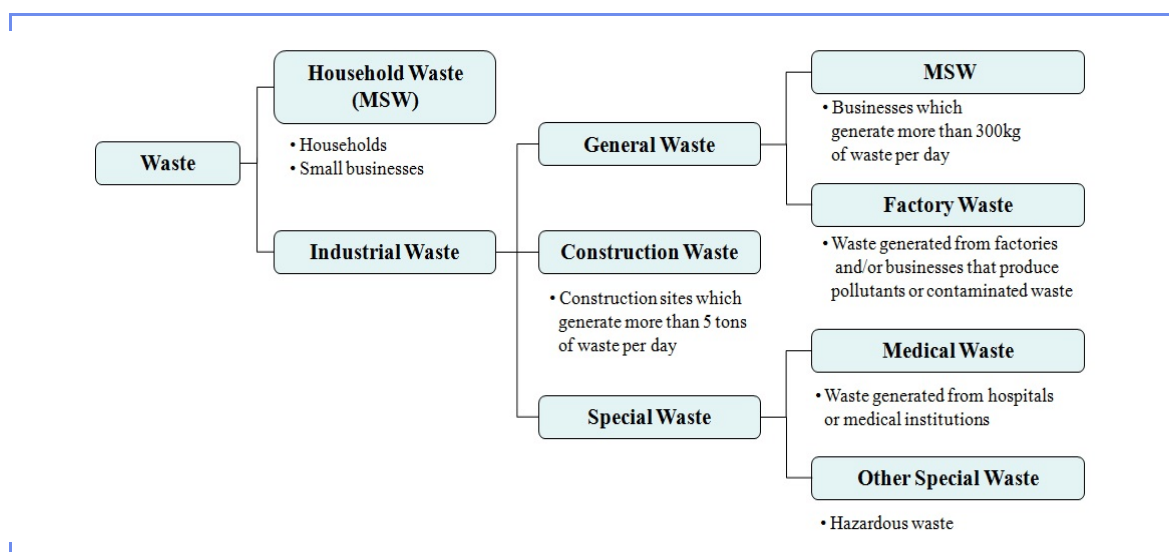 Household Waste
(MSW)
• Households
• Small businesses
Waste
Industrial Waste
General Waste
Construction Waste
• Construction sites which
generate more than 5 tons
of waste per day
Special Waste
MSW
• Businesses which
generate more than 300kg
of waste per day
Factory Waste
• Waste generated from factories
and/or businesses that produce
pollutants or contaminated waste
Medical Waste
• Waste generated from hospitals
or medical institutions
Other Special Waste
• Hazardous waste